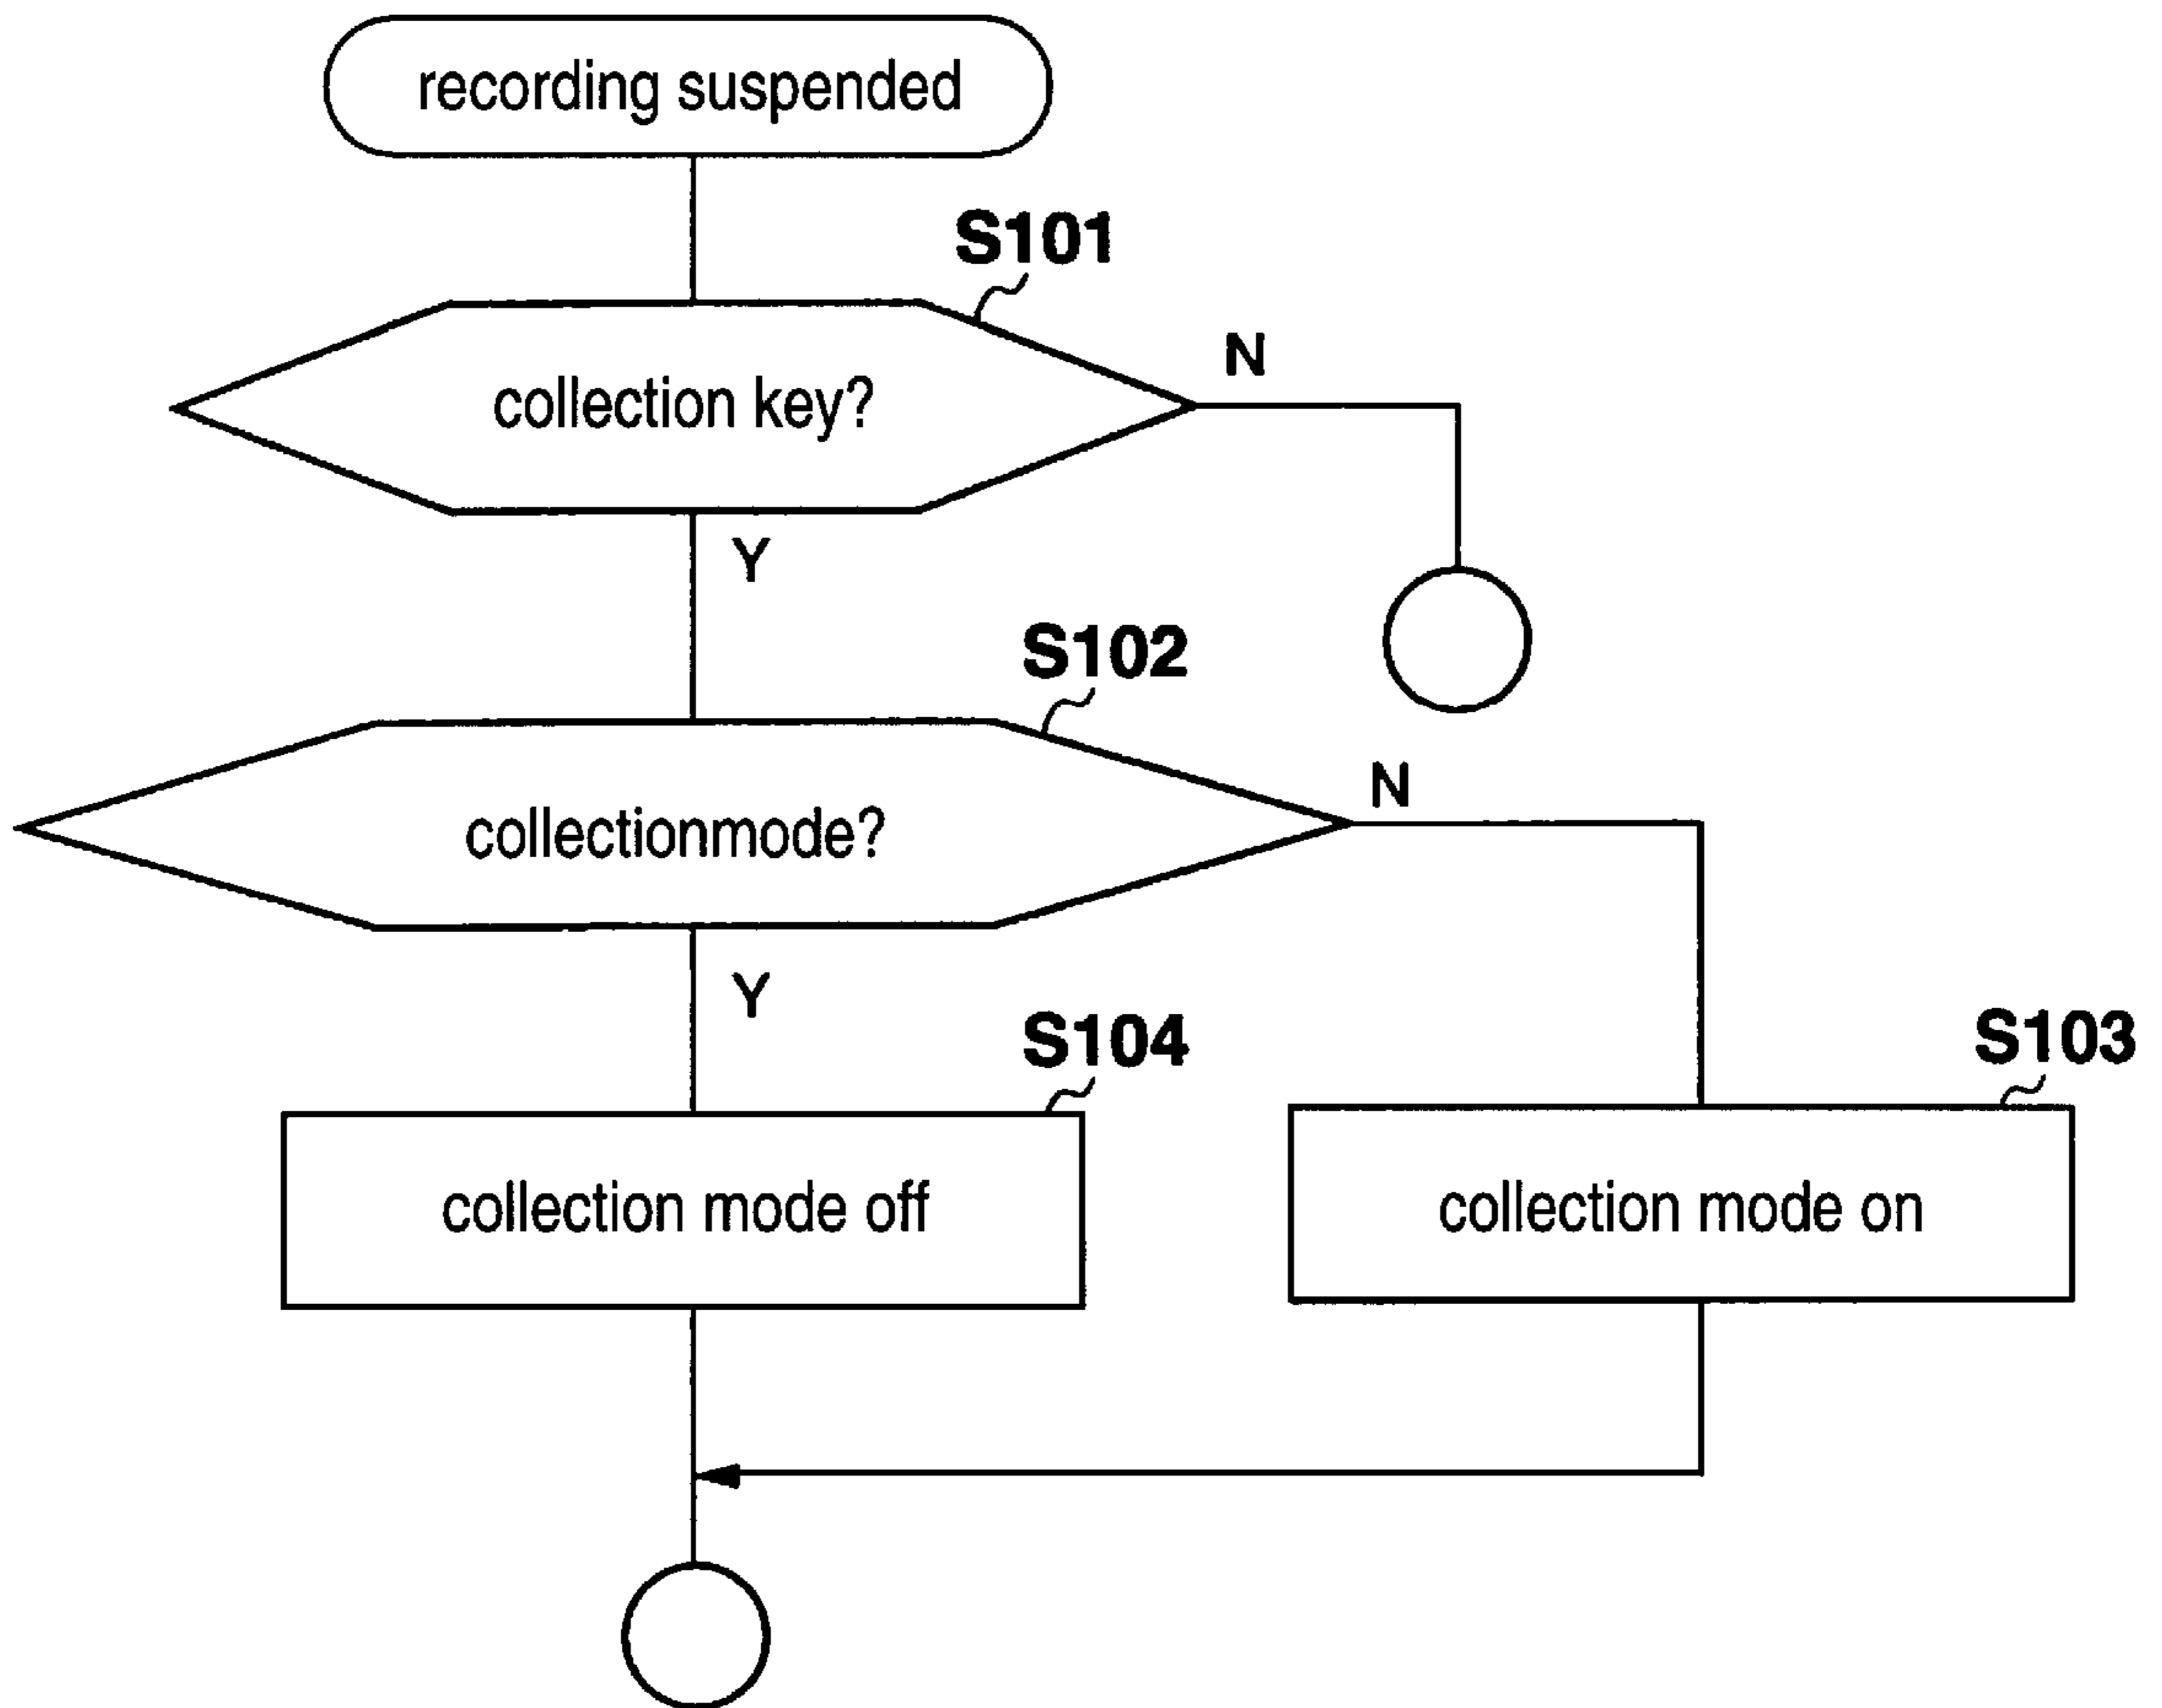 recording suspended
S101
collection key?
N
Y
S102
collectionmode?
N
Y
S104
S103
collection mode off
collection mode on